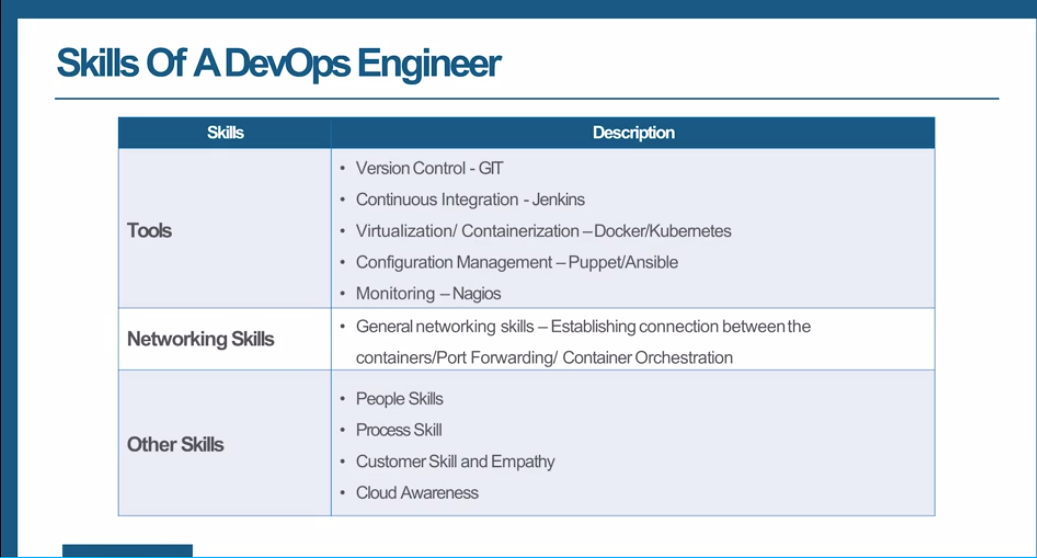 Skills Of A DevOps Engineer
Skills Description
Tools
• Version Control - GIT
• Continuous Integration - Jenkins
• Virtualization/ Containerization – Docker/Kubernetes
• Configuration Management – Puppet/Ansible
• Monitoring – Nagios
Networking Skills
• General networking skills – Establishing connection between the
containers/Port Forwarding/ Container Orchestration
Other Skills
• People Skills
• Process Skill
• Customer Skill and Empathy
• Cloud Awareness